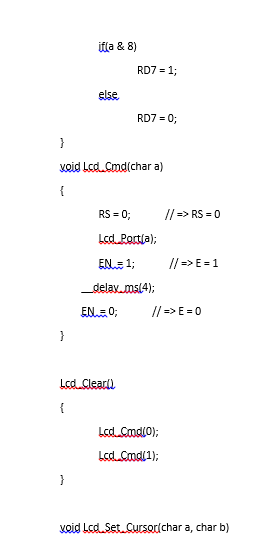 if(a & 8)
RD7 = 1;
else
RD7 = 0;
}
void Lcd_Cmd(char a)
{
RS = 0; // => RS = 0
Lcd_Port(a);
EN = 1; // => E = 1
__delay_ms(4);
EN = 0; // => E = 0
}
Lcd_Clear()
{
Lcd_Cmd(0);
Lcd_Cmd(1);
}
void Lcd_Set_Cursor(char a, char b)